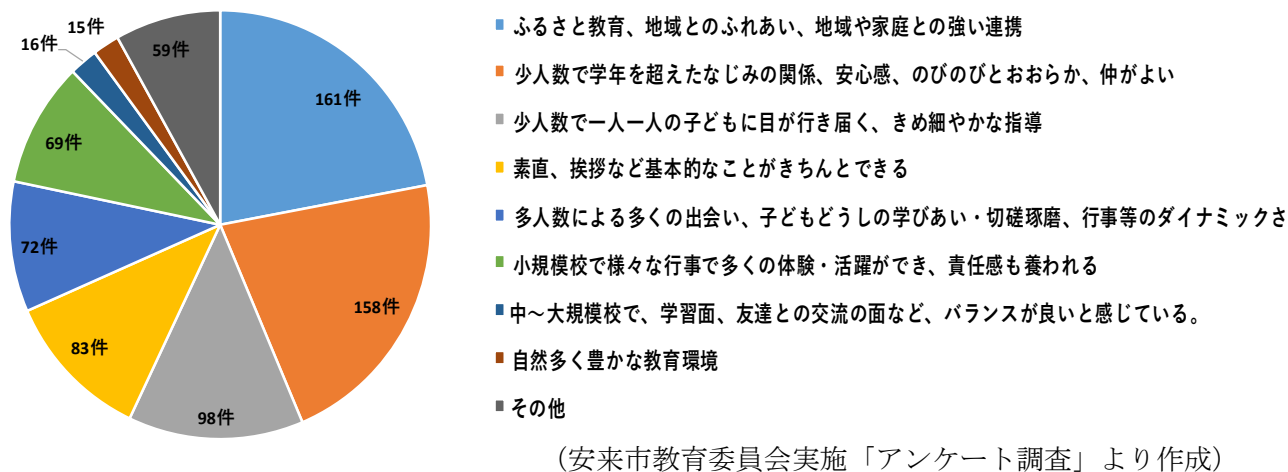 15件
16件
59件
161件
69件
72件
158件
83件
98件
ふるさと教育、地域とのふれあい、地域や家庭との強い連携
少人数で学年を超えたなじみの関係、安心感、のびのびとおおらか、仲がよい
少人数で一人一人の子どもに目が行き届く、きめ細やかな指導
素直、挨拶など基本的なことがきちんとできる
多人数による多くの出会い、子どもどうしの学びあい・切磋琢磨、行事等のダイナミックさ
小規模校で様々な行事で多くの体験・活躍ができ、責任感も養われる
中～大規模校で、学習面、友達との交流の面など、バランスが良いと感じている。
自然多く豊かな教育環境
その他
（安来市教育委員会実施「アンケート調査」より作成）